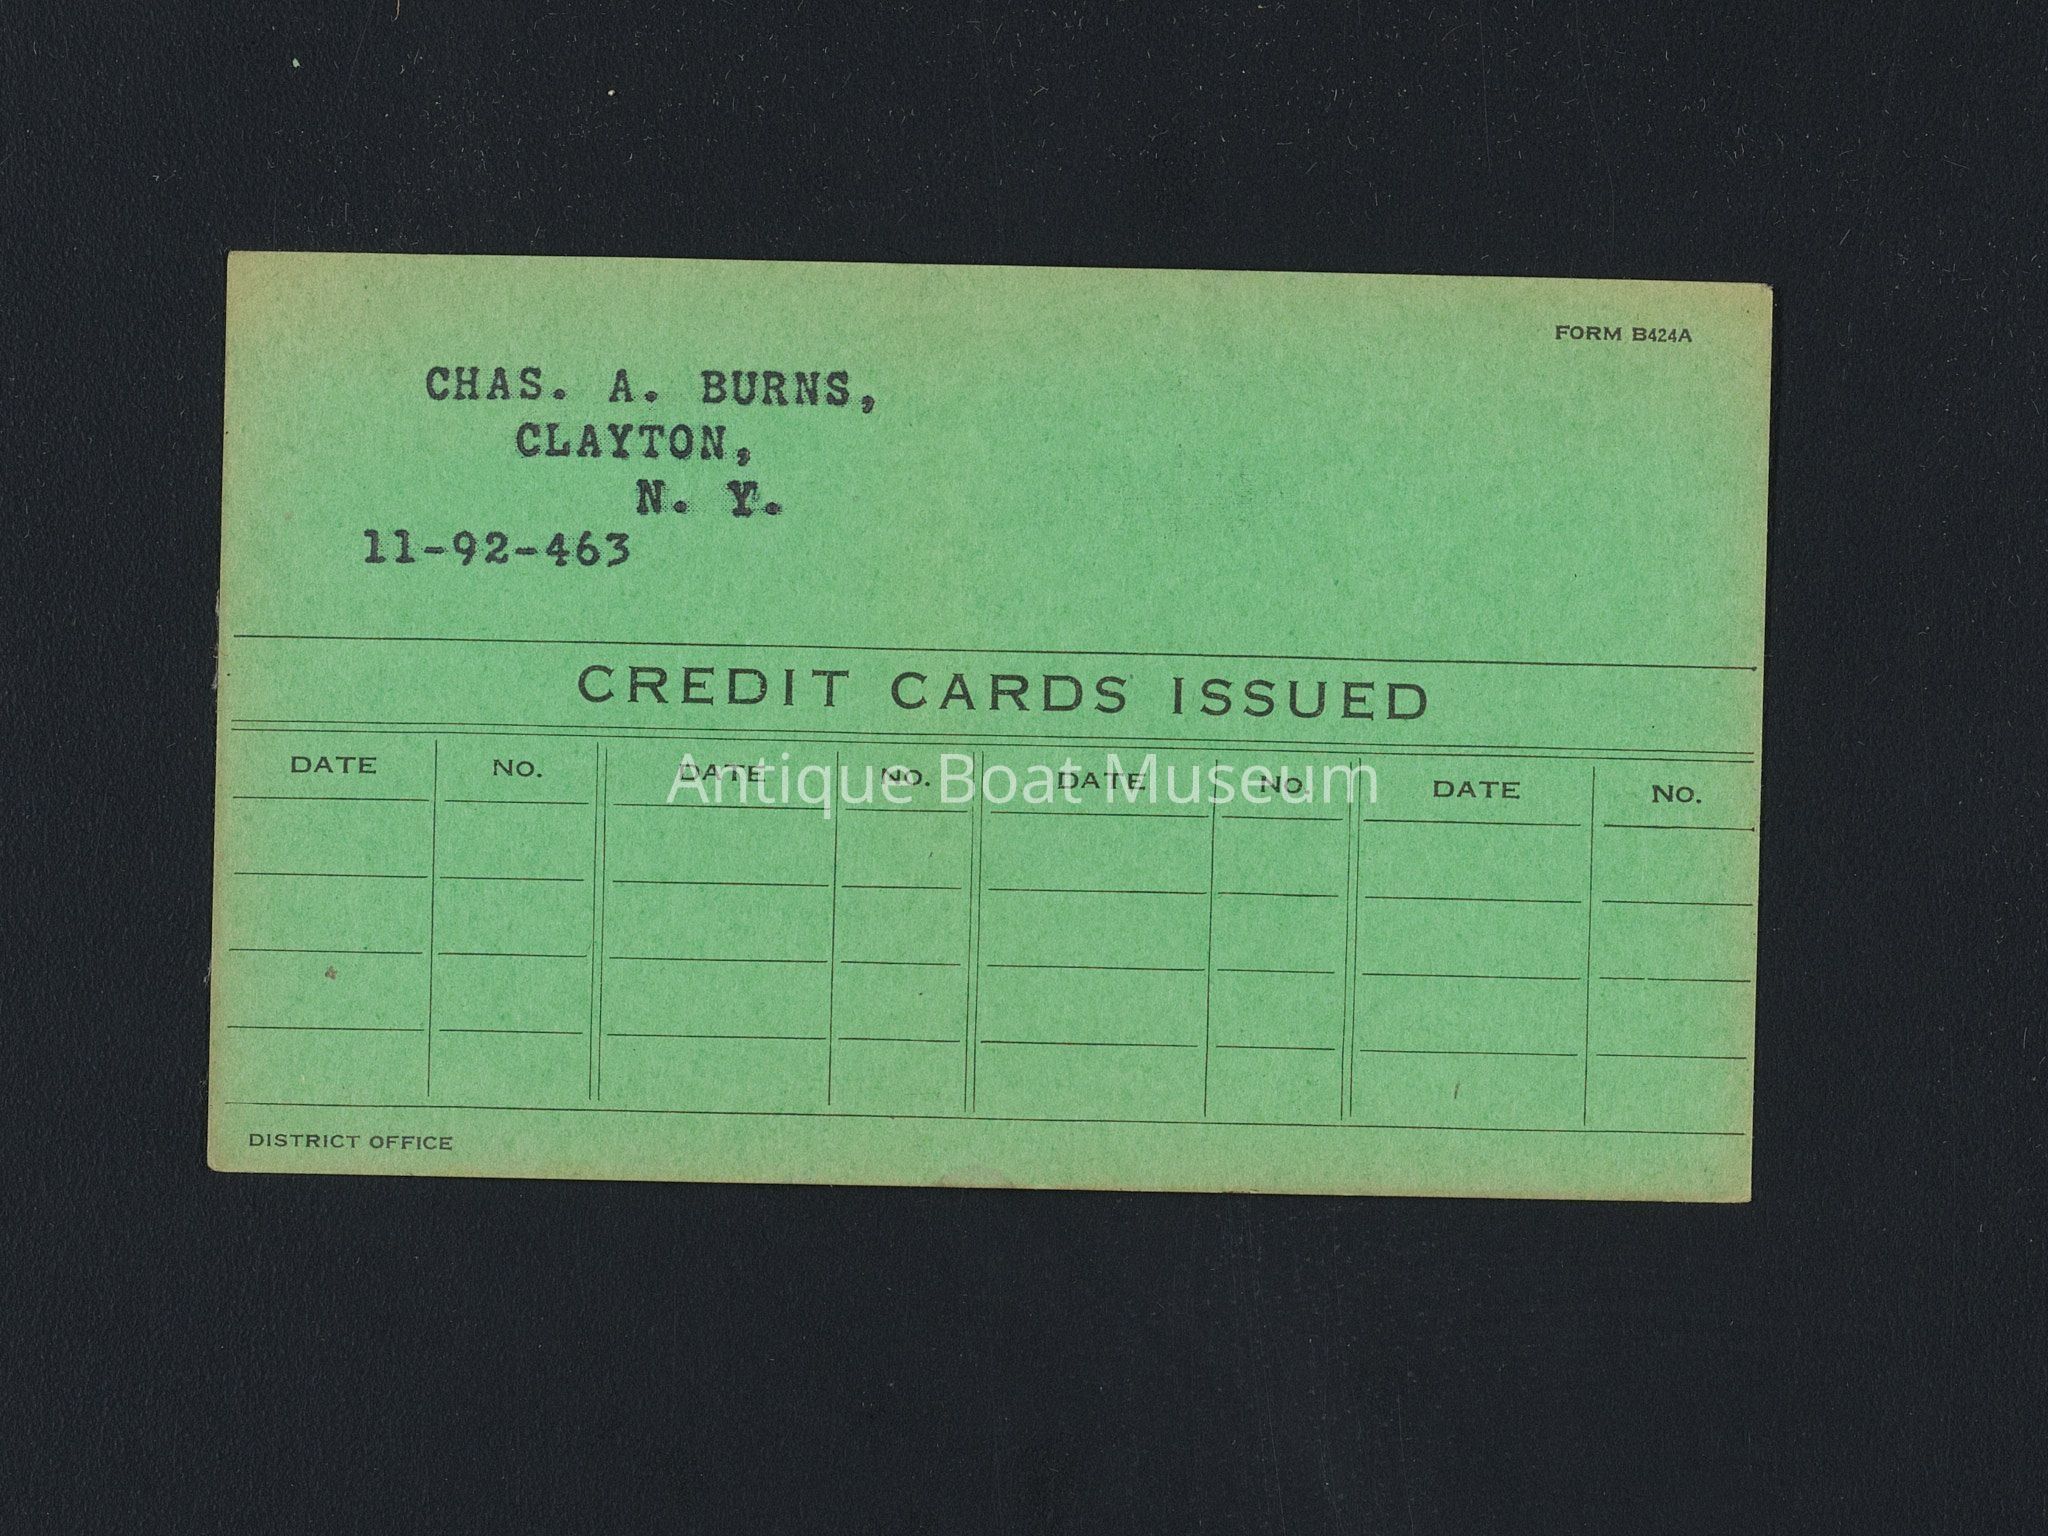 FORM B424A
CHAS. A. BURNS,
CLAYTON,
N. Y.
11-92-463
CREDIT CARDS ISSUED
DATE NO. DATE NO. DATE NO. DATE NO.
Antique Boat Museum
DISTRICT OFFICE